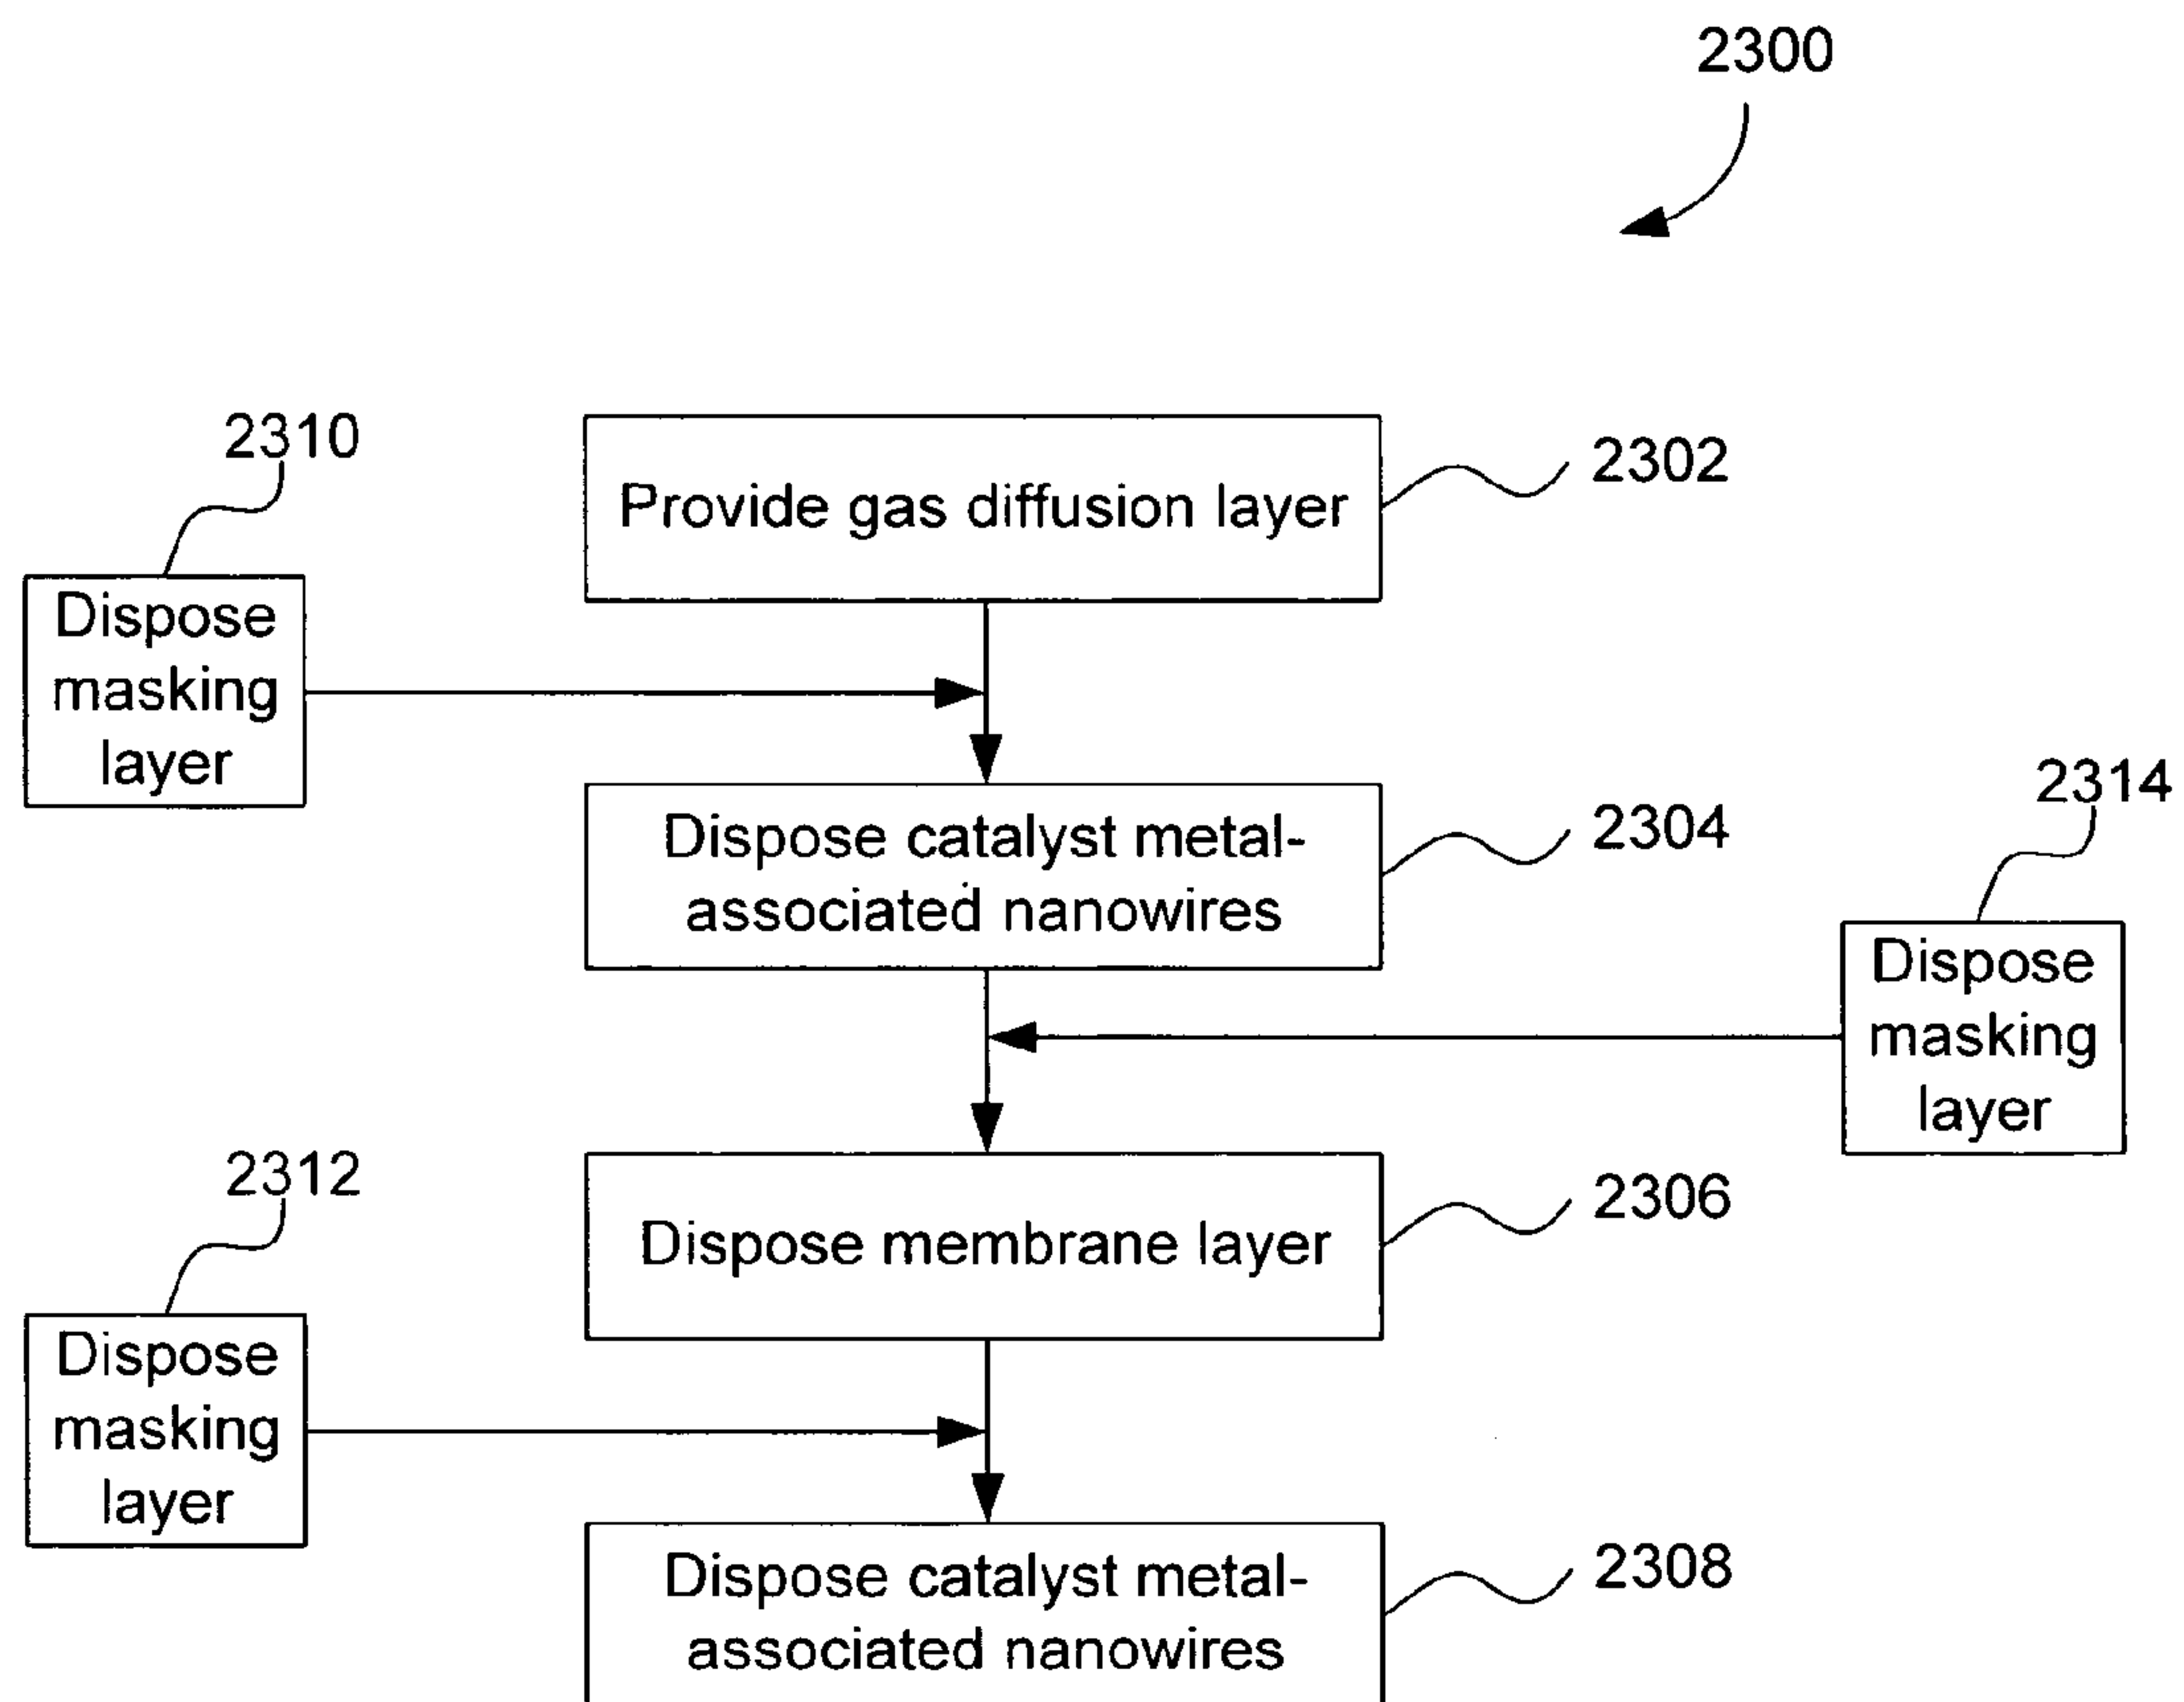 2300
2310
Provide gas diffusion layer
2302
Dispose
masking
layer
Dispose catalyst metal-
associated nanowires
2304
2314
Dispose
masking
layer
2312
Dispose membrane layer
2306
Dispose
masking
layer
Dispose catalyst metal-
associated nanowires
2308